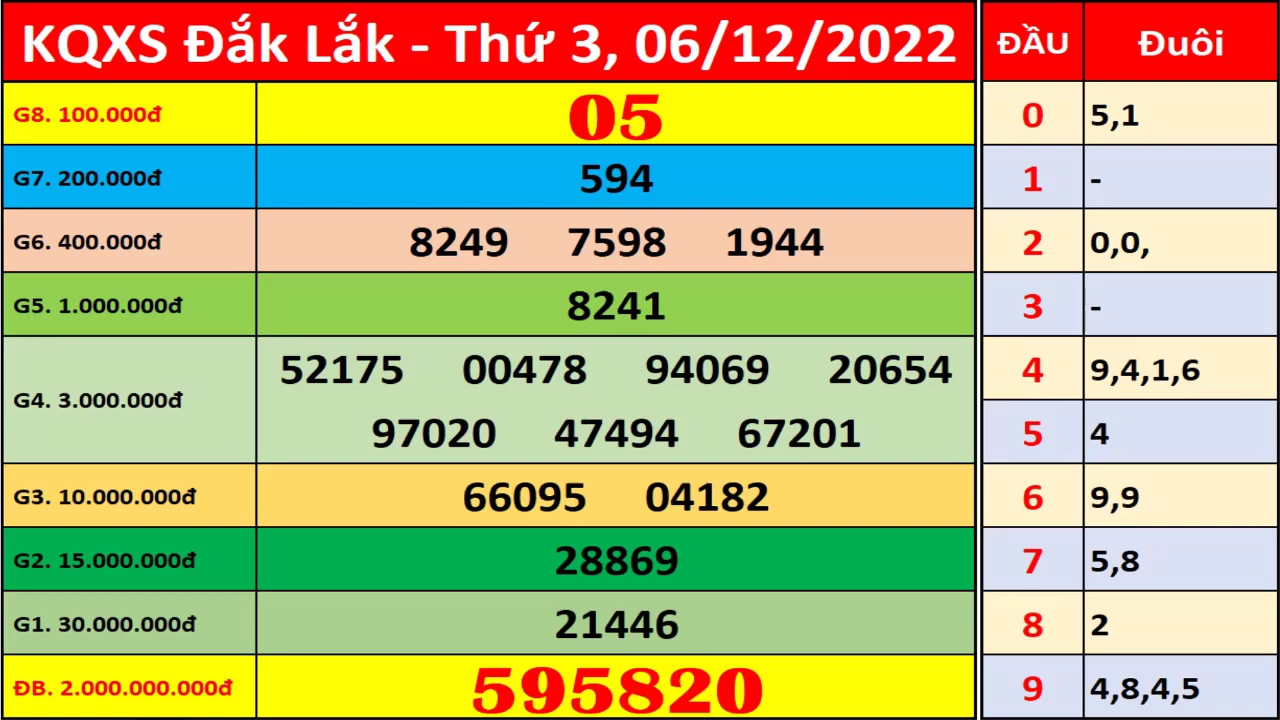 KQXS Đắk Lắk - Thứ 3, 06/12/2022
G8. 100.000đ 05
G7. 200.000đ 594
G6. 400.000đ 8249 7598 1944
G5. 1.000.000đ 8241
G4. 3.000.000đ 52175 00478 94069 20654
97020 47494 67201
G3. 10.000.000đ 66095 04182
G2. 15.000.000đ 28869
G1. 30.000.000đ 21446
ĐB. 2.000.000.000đ 595820
ĐẦU Đuôi
0 5,1
1 -
2 0,0,
3 -
4 9,4,1,6
5 4
6 9,9
7 5,8
8 2
9 4,8,4,5